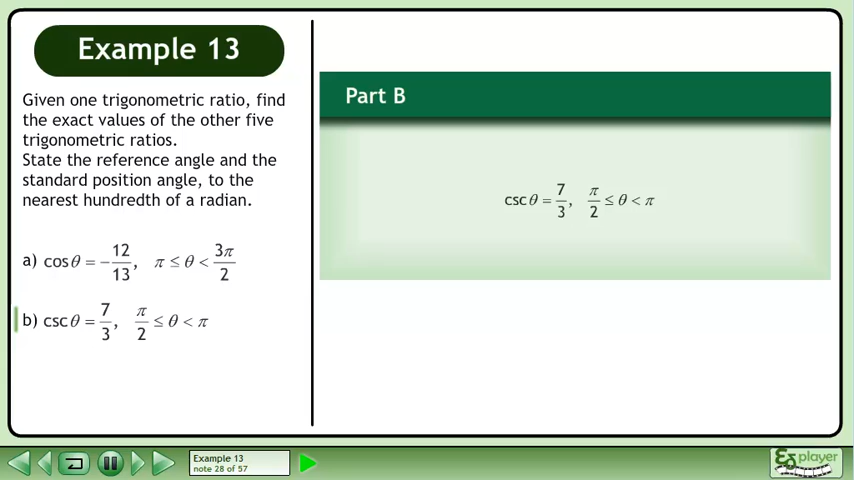 Example 13
Given one trigonometric ratio, find
the exact values of the other five
trigonometric ratios.
State the reference angle and the
standard position angle, to the
nearest hundredth of a radian.
a) cos θ = −12/13, π ≤ θ < 3π/2
b) csc θ = 7/3, π/2 ≤ θ < π
Part B
csc θ = 7/3, π/2 ≤ θ < π
Example 13
note 28 of 57
player